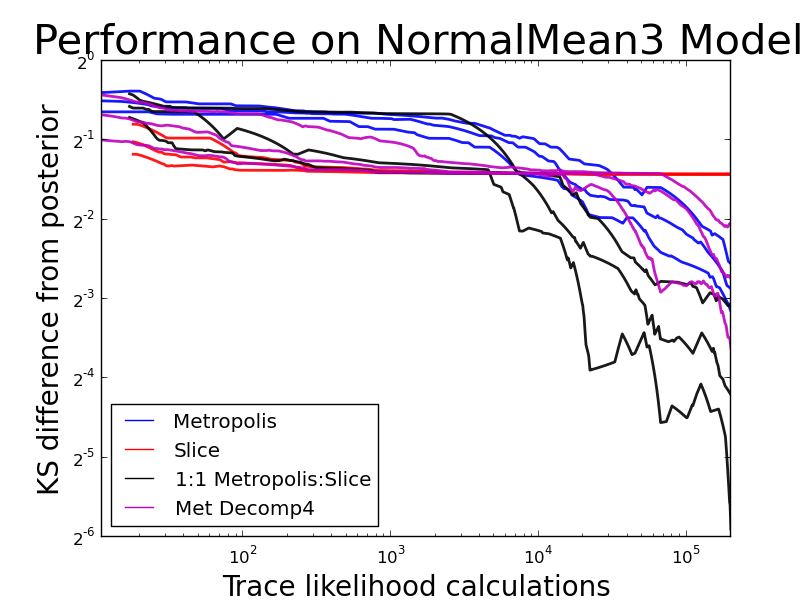 Performance on NormalMean3 Model
KS difference from posterior
2^0
2^-1
2^-2
2^-3
2^-4
2^-5
2^-6
Metropolis
Slice
1:1 Metropolis:Slice
Met Decomp4
10^2 10^3 10^4 10^5
Trace likelihood calculations